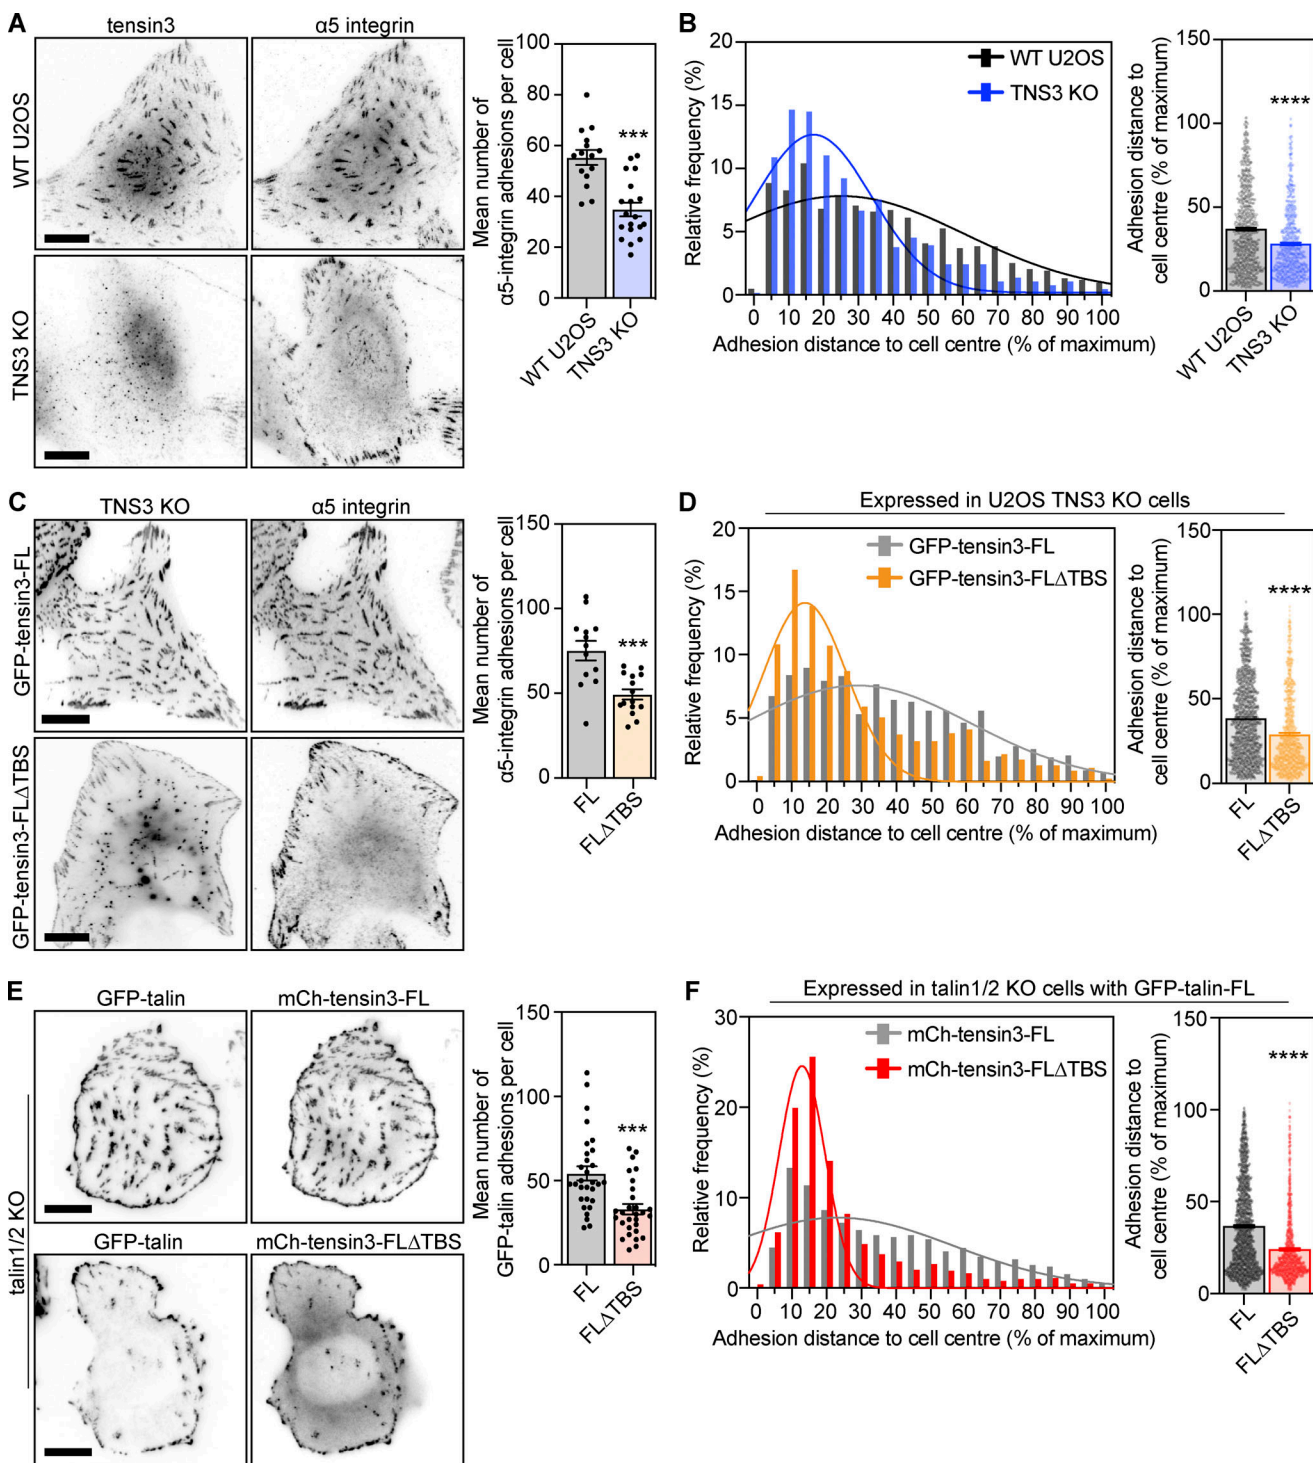 A
tensin3
α5 integrin
WT U2OS
TNS3 KO
Mean number of
α5-integrin adhesions per cell
100
80
60
40
20
0
***
WT U2OS
TNS3 KO
B
Relative frequency (%)
20
15
10
5
0
WT U2OS
TNS3 KO
0 10 20 30 40 50 60 70 80 90 100
Adhesion distance to cell centre (% of maximum)
Adhesion distance to
cell centre (% of maximum)
150
100
50
0
****
WT U2OS
TNS3 KO
C
TNS3 KO
α5 integrin
GFP-tensin3-FL
GFP-tensin3-FLΔTBS
Mean number of
α5-integrin adhesions per cell
150
100
50
0
***
FL
FLΔTBS
D
Expressed in U2OS TNS3 KO cells
Relative frequency (%)
20
15
10
5
0
GFP-tensin3-FL
GFP-tensin3-FLΔTBS
0 10 20 30 40 50 60 70 80 90 100
Adhesion distance to cell centre (% of maximum)
Adhesion distance to
cell centre (% of maximum)
150
100
50
0
****
FL
FLΔTBS
E
talin1/2 KO
GFP-talin
mCh-tensin3-FL
GFP-talin
mCh-tensin3-FLΔTBS
Mean number of
GFP-talin adhesions per cell
150
100
50
0
***
FL
FLΔTBS
F
Expressed in talin1/2 KO cells with GFP-talin-FL
Relative frequency (%)
30
20
10
0
mCh-tensin3-FL
mCh-tensin3-FLΔTBS
0 10 20 30 40 50 60 70 80 90 100
Adhesion distance to cell centre (% of maximum)
Adhesion distance to
cell centre (% of maximum)
150
100
50
0
****
FL
FLΔTBS